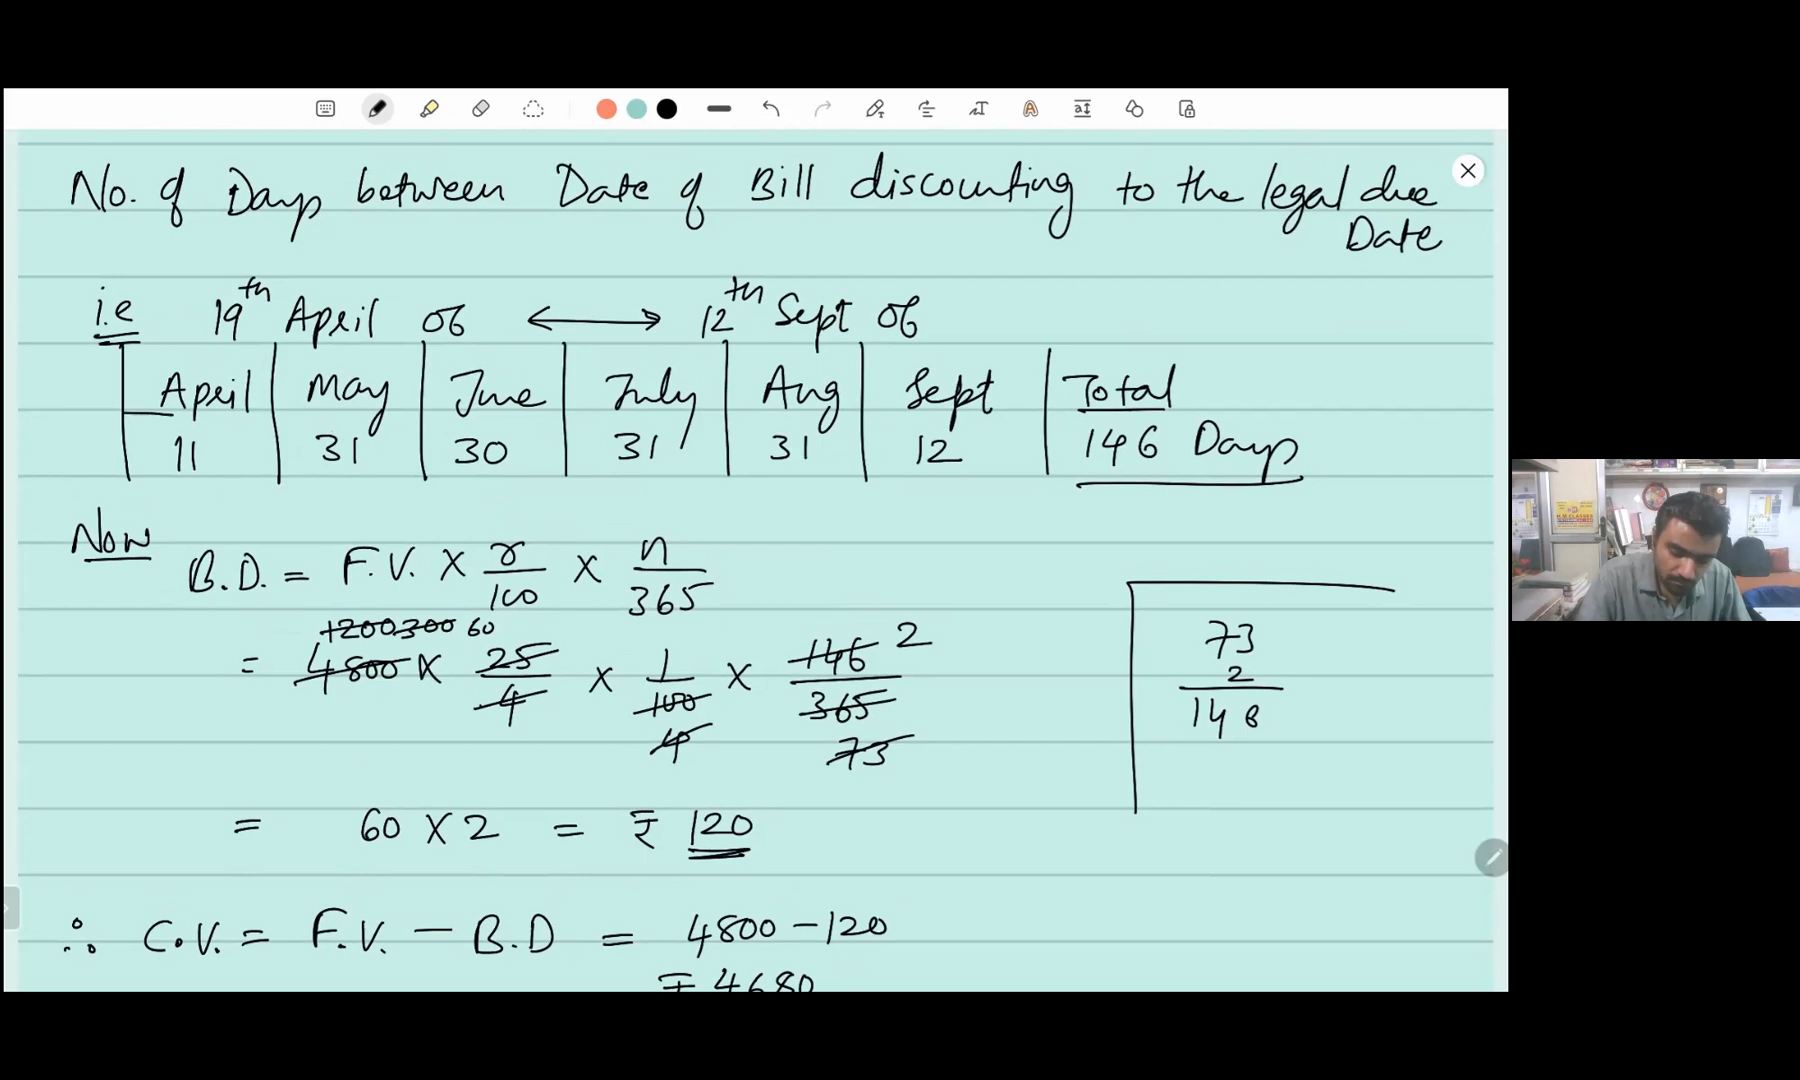 No. of Days between Date of Bill discounting to the legal due
Date
i.e 19th April 06 ⟷ 12th Sept 06
April May June July Aug Sept Total
11 31 30 31 31 12 146 Days
Now
B.D. = F.V. × r/100 × n/365
1200 300 60
= 4800 × 25/4 × 1/100 × 146/365 2
4 73
73
2
148
= 60 × 2 = ₹ 120
∴ C.V. = F.V. – B.D = 4800 – 120
₹ 4680